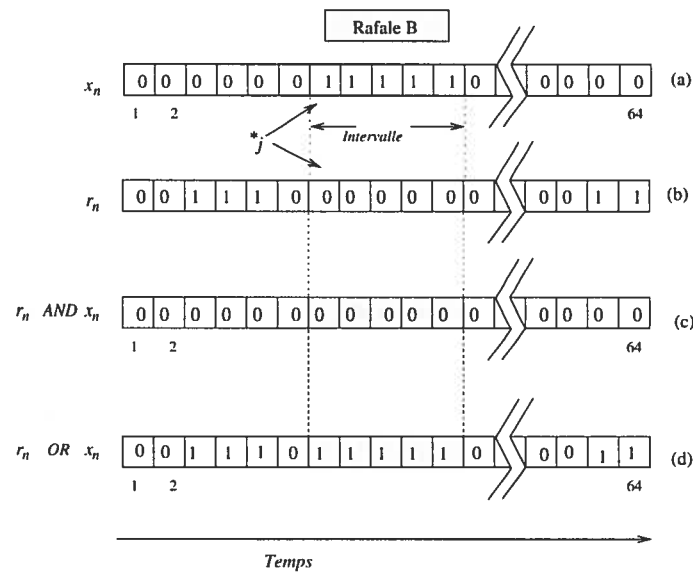 Rafale B
x_n 0 0 0 0 0 0 1 1 1 1 1 0 0 0 0 0 (a)
1 2 64
*j Intervalle
r_n 0 0 1 1 1 0 0 0 0 0 0 0 0 0 1 1 (b)
r_n AND x_n 0 0 0 0 0 0 0 0 0 0 0 0 0 0 0 0 (c)
1 2 64
r_n OR x_n 0 0 1 1 1 0 1 1 1 1 1 0 0 0 1 1 (d)
1 2 64
Temps